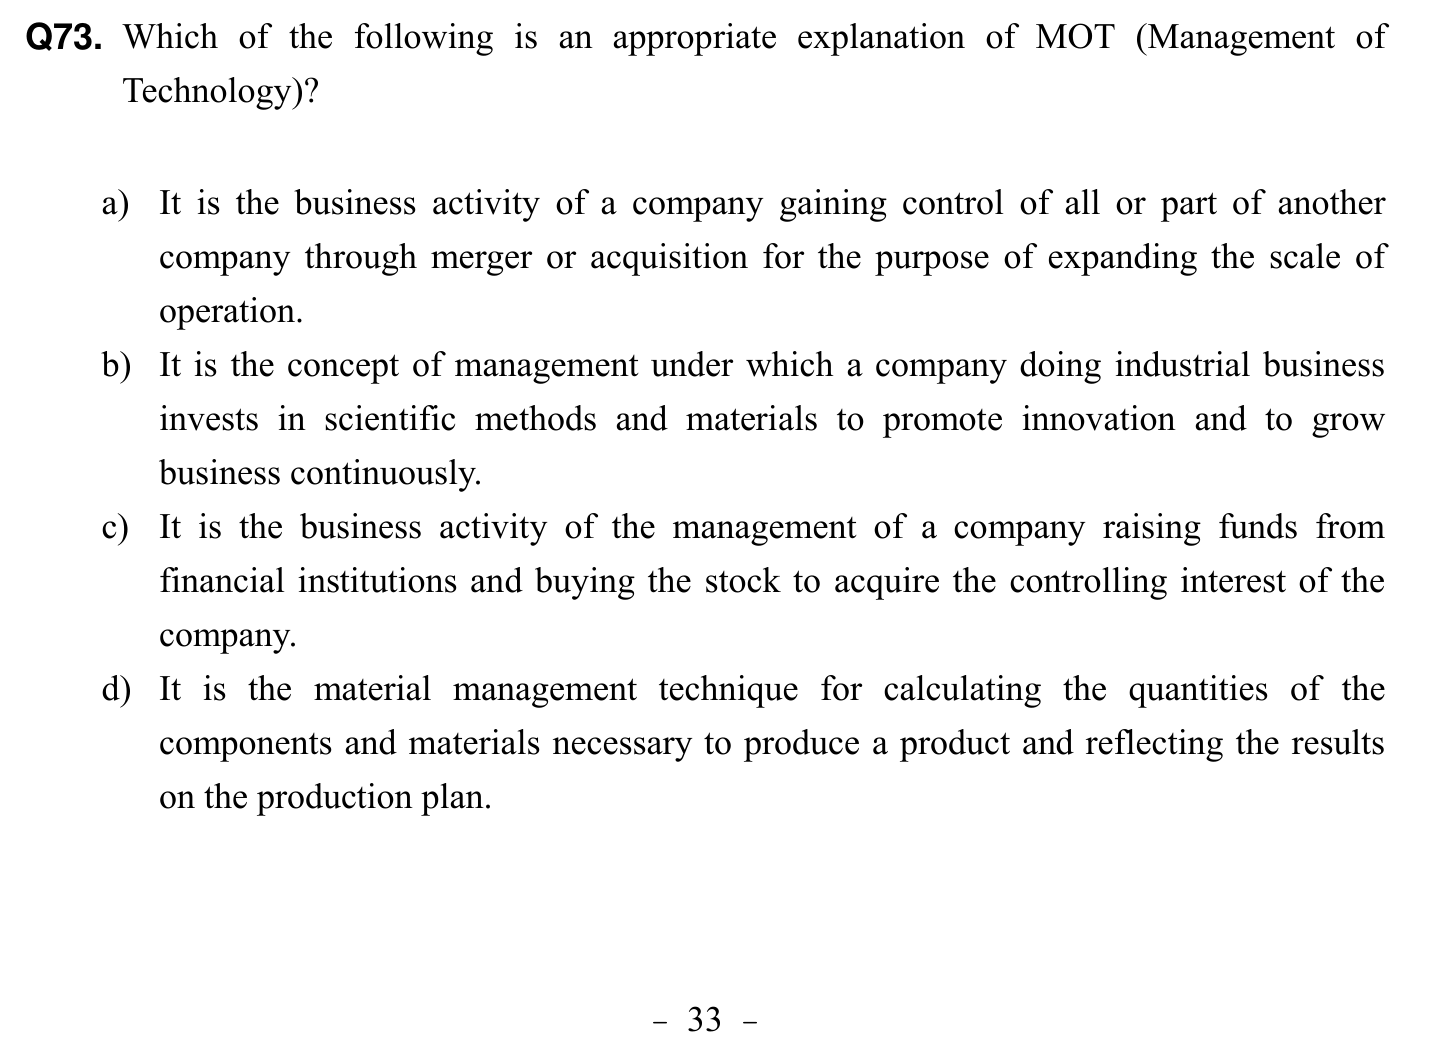 Q73. Which of the following is an appropriate explanation of MOT (Management of
Technology)?
a) It is the business activity of a company gaining control of all or part of another
company through merger or acquisition for the purpose of expanding the scale of
operation.
b) It is the concept of management under which a company doing industrial business
invests in scientific methods and materials to promote innovation and to grow
business continuously.
c) It is the business activity of the management of a company raising funds from
financial institutions and buying the stock to acquire the controlling interest of the
company.
d) It is the material management technique for calculating the quantities of the
components and materials necessary to produce a product and reflecting the results
on the production plan.
– 33 –